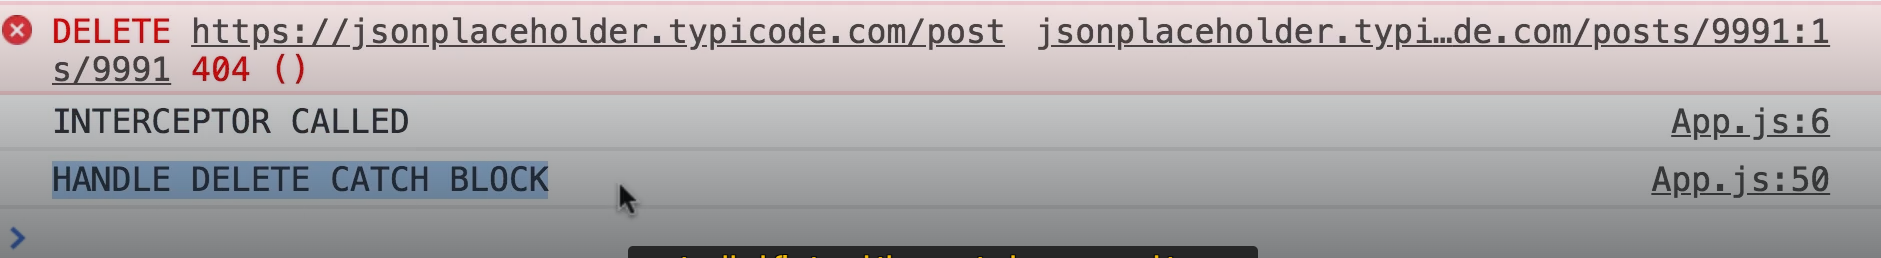 DELETE https://jsonplaceholder.typicode.com/post jsonplaceholder.typi…de.com/posts/9991:1
s/9991 404 ()
INTERCEPTOR CALLED App.js:6
HANDLE DELETE CATCH BLOCK App.js:50